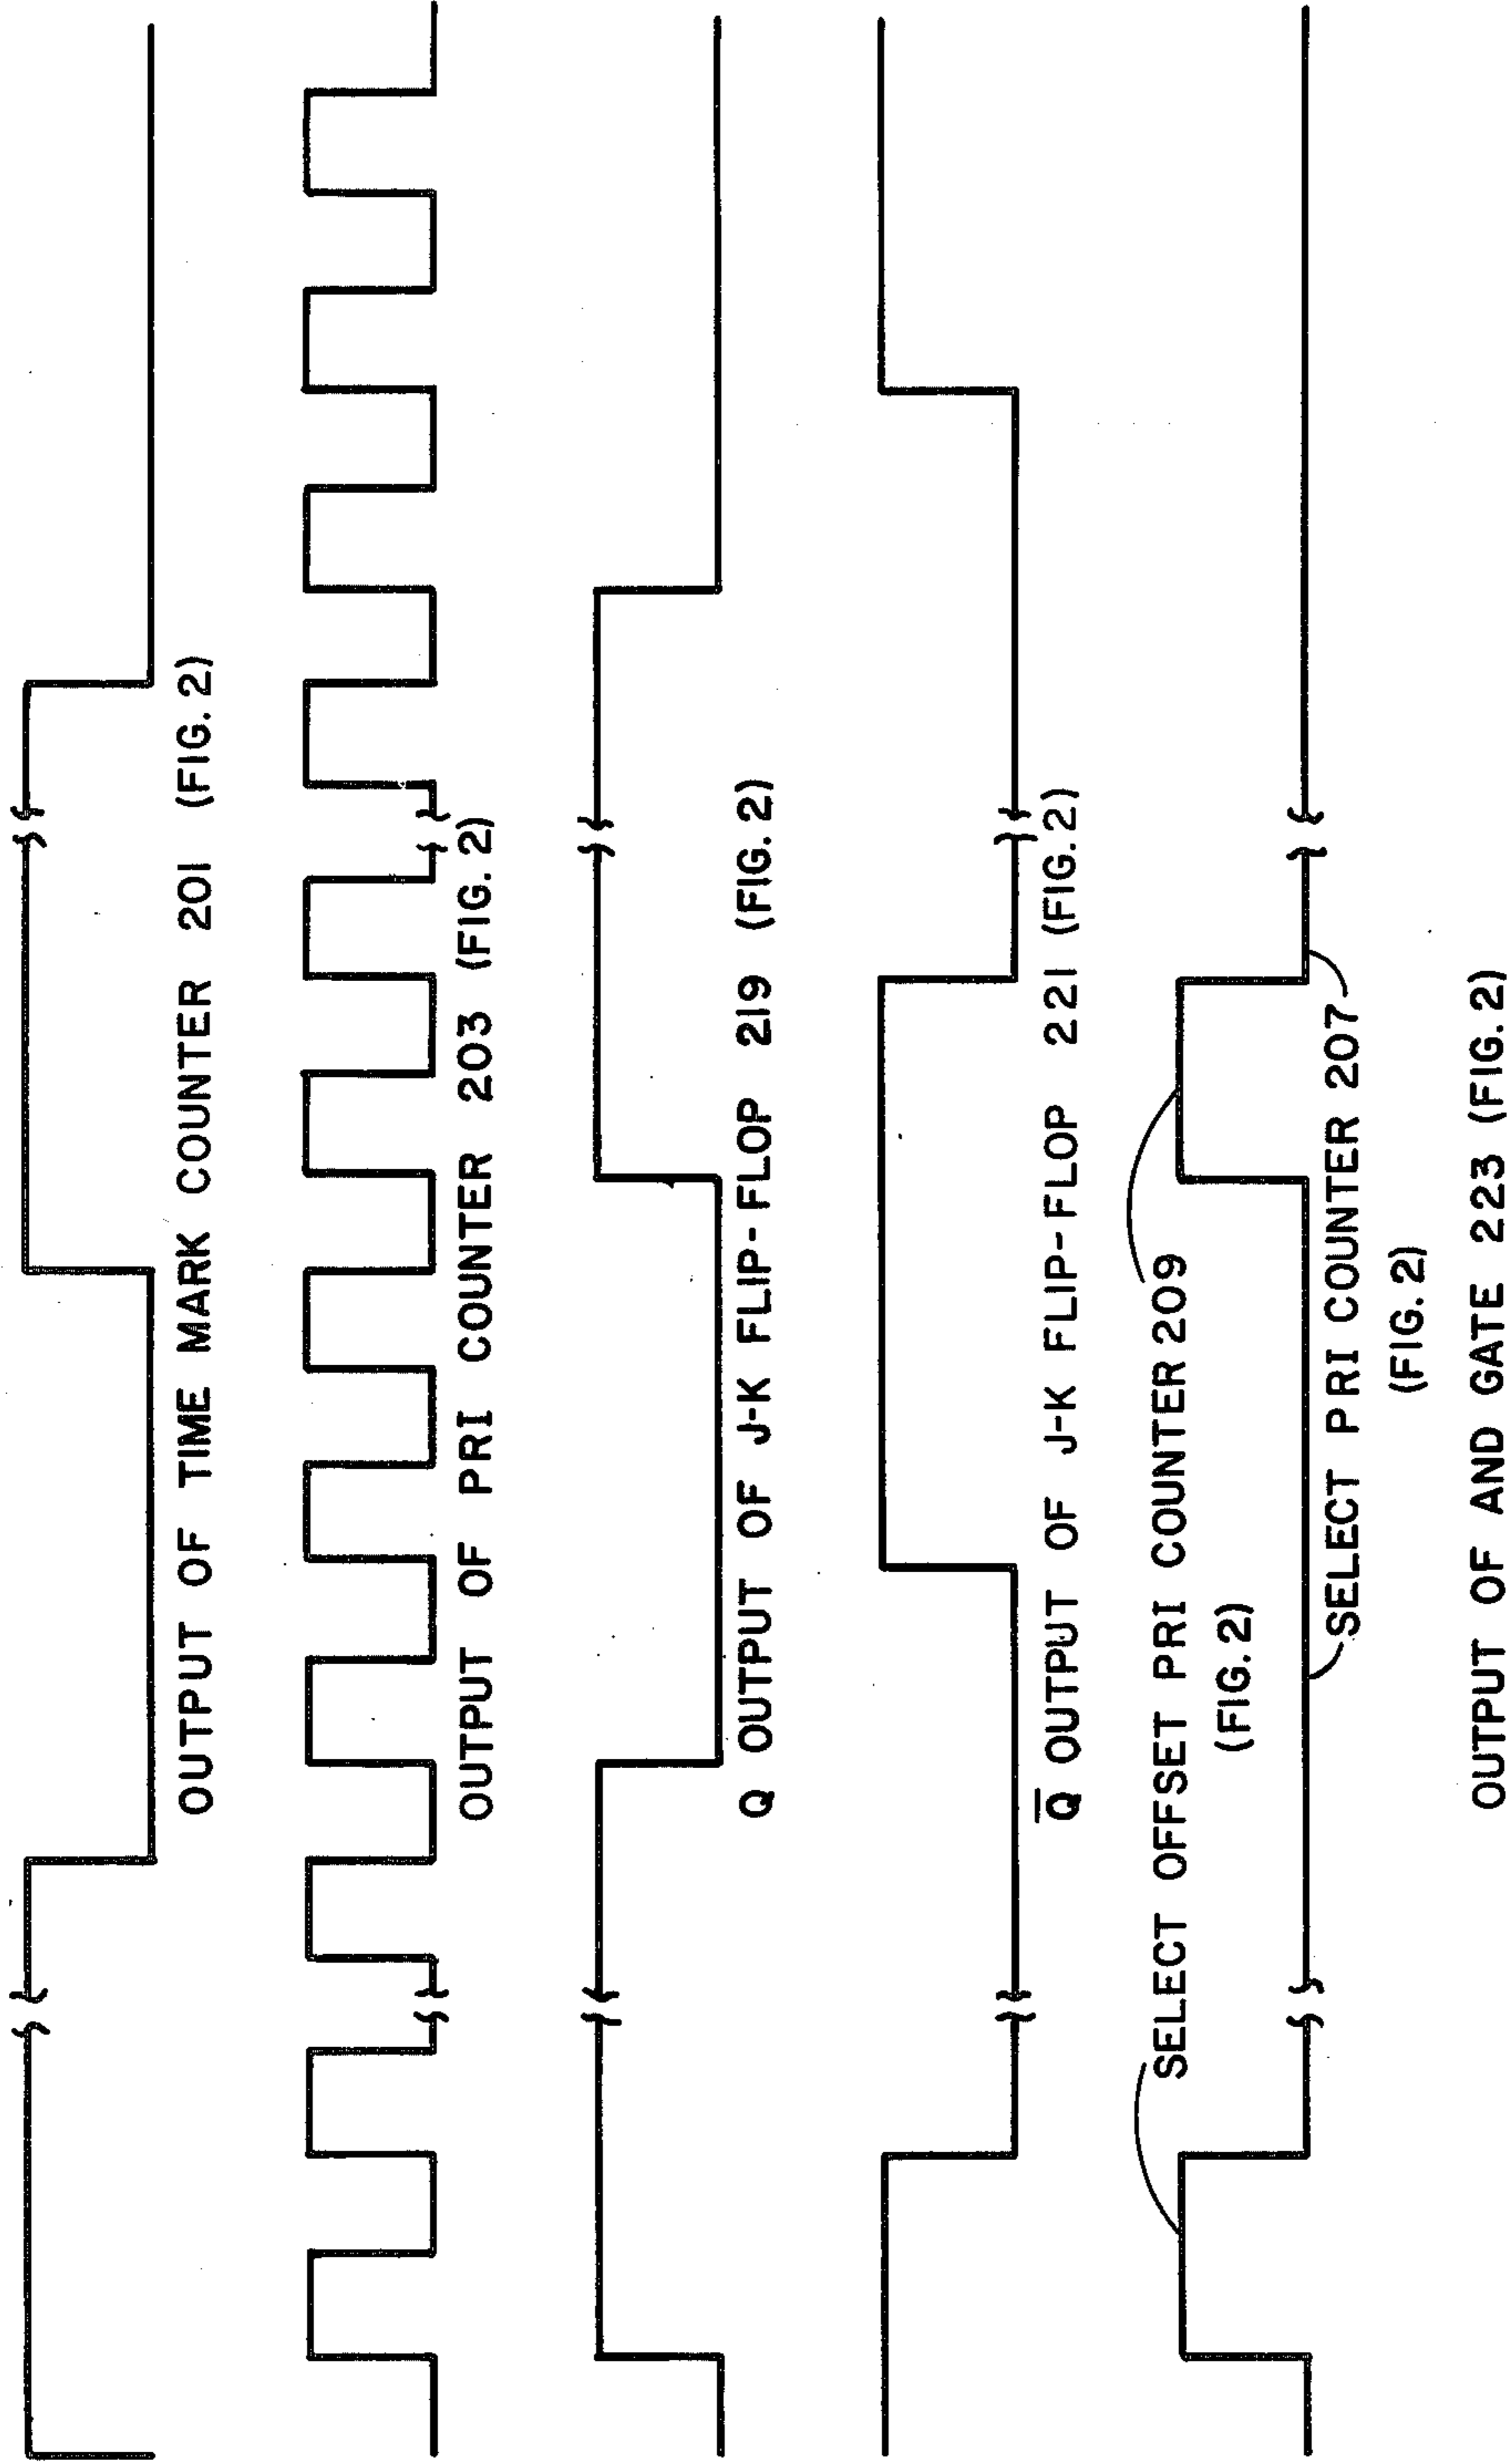 OUTPUT OF TIME MARK COUNTER 201 (FIG. 2)
OUTPUT OF PRI COUNTER 203 (FIG. 2)
Q OUTPUT OF J-K FLIP-FLOP 219 (FIG. 2)
Q̅ OUTPUT OF J-K FLIP-FLOP 221 (FIG. 2)
SELECT OFFSET PRI COUNTER 209
(FIG. 2)
SELECT PRI COUNTER 207
(FIG. 2)
OUTPUT OF AND GATE 223 (FIG. 2)